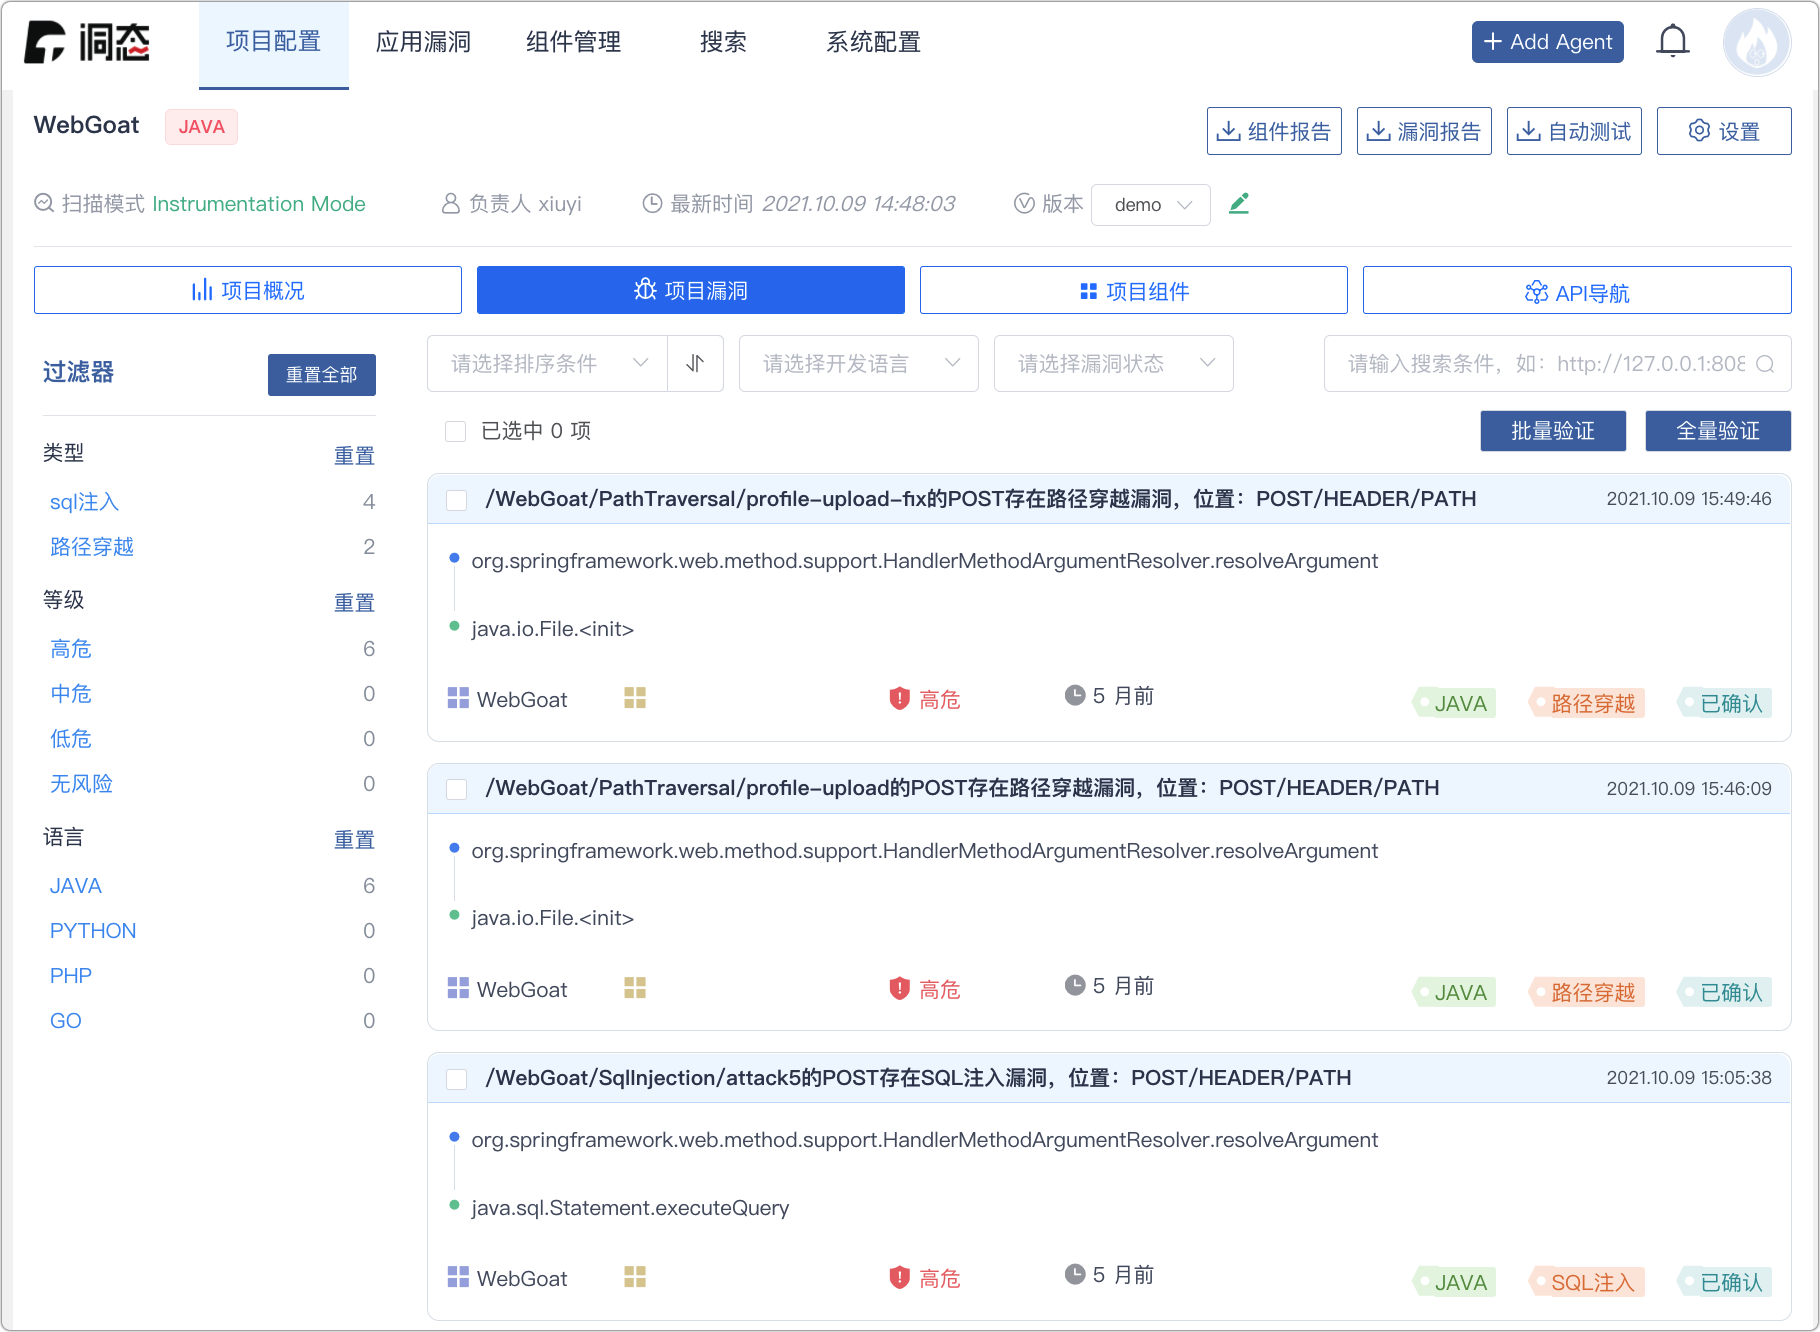 洞态
项目配置 应用漏洞 组件管理 搜索 系统配置 + Add Agent
WebGoat JAVA 组件报告 漏洞报告 自动测试 设置
扫描模式 Instrumentation Mode 负责人 xiuyi 最新时间 2021.10.09 14:48:03 版本 demo
项目概况 项目漏洞 项目组件 API导航
过滤器 重置全部
请选择排序条件 请选择开发语言 请选择漏洞状态 请输入搜索条件，如：http://127.0.0.1:808
已选中 0 项 批量验证 全量验证
类型 重置
sql注入 4
路径穿越 2
等级 重置
高危 6
中危 0
低危 0
无风险 0
语言 重置
JAVA 6
PYTHON 0
PHP 0
GO 0
/WebGoat/PathTraversal/profile-upload-fix的POST存在路径穿越漏洞，位置：POST/HEADER/PATH 2021.10.09 15:49:46
org.springframework.web.method.support.HandlerMethodArgumentResolver.resolveArgument
java.io.File.<init>
WebGoat 高危 5 月前 JAVA 路径穿越 已确认
/WebGoat/PathTraversal/profile-upload的POST存在路径穿越漏洞，位置：POST/HEADER/PATH 2021.10.09 15:46:09
org.springframework.web.method.support.HandlerMethodArgumentResolver.resolveArgument
java.io.File.<init>
WebGoat 高危 5 月前 JAVA 路径穿越 已确认
/WebGoat/SqlInjection/attack5的POST存在SQL注入漏洞，位置：POST/HEADER/PATH 2021.10.09 15:05:38
org.springframework.web.method.support.HandlerMethodArgumentResolver.resolveArgument
java.sql.Statement.executeQuery
WebGoat 高危 5 月前 JAVA SQL注入 已确认